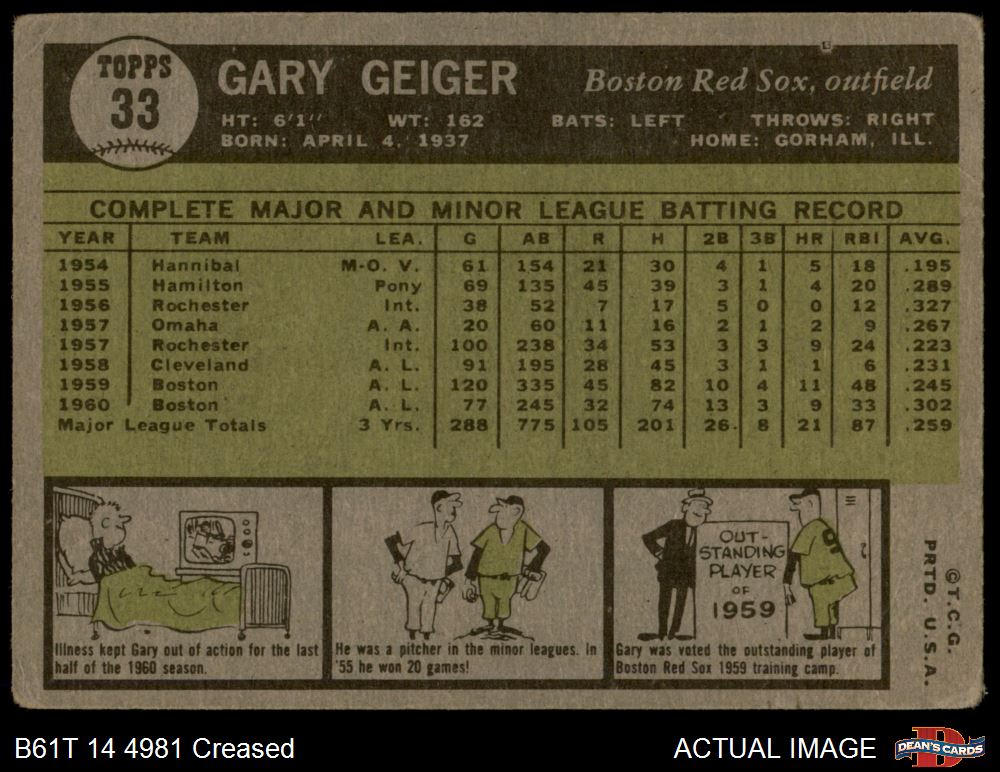 TOPPS
33
GARY GEIGER
Boston Red Sox, outfield
HT: 6'1" WT: 162 BATS: LEFT THROWS: RIGHT
BORN: APRIL 4, 1937 HOME: GORHAM, ILL.
COMPLETE MAJOR AND MINOR LEAGUE BATTING RECORD
YEAR TEAM LEA. G AB R H 2B 3B HR RBI AVG.
1954 Hannibal M-O. V. 61 154 21 30 4 1 5 18 .195
1955 Hamilton Pony 69 135 45 39 3 1 4 20 .289
1956 Rochester Int. 38 52 7 17 5 0 0 12 .327
1957 Omaha A. A. 20 60 11 16 2 1 2 9 .267
1957 Rochester Int. 100 238 34 53 3 3 9 24 .223
1958 Cleveland A. L. 91 195 28 45 3 1 1 6 .231
1959 Boston A. L. 120 335 45 82 10 4 11 48 .245
1960 Boston A. L. 77 245 32 74 13 3 9 33 .302
Major League Totals 3 Yrs. 288 775 105 201 26 8 21 87 .259
OUT-
STANDING
PLAYER
OF
1959
Illness kept Gary out of action for the last
half of the 1960 season.
He was a pitcher in the minor leagues. In
'55 he won 20 games!
Gary was voted the outstanding player of
Boston Red Sox 1959 training camp.
©T.C.G.
PRTD. U.S.A.
B61T 14 4981 Creased
ACTUAL IMAGE
DEAN'S CARDS